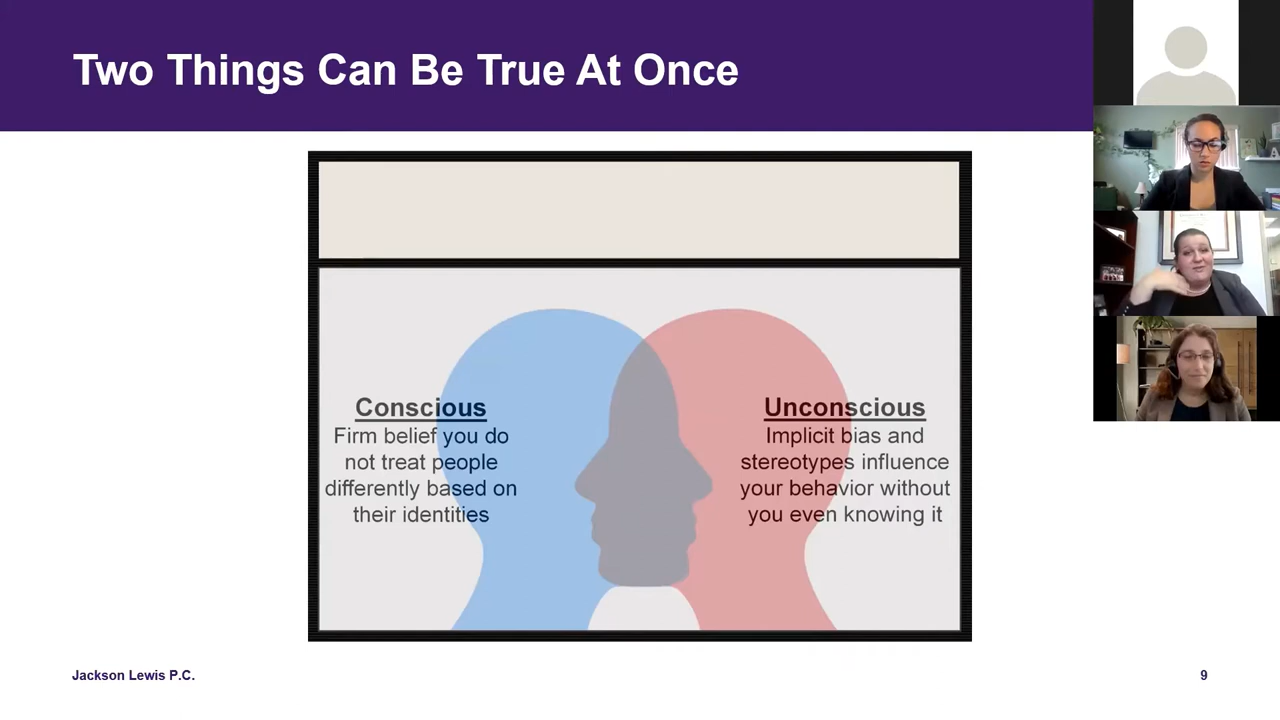 Two Things Can Be True At Once
Conscious
Firm belief you do
not treat people
differently based on
their identities
Unconscious
Implicit bias and
stereotypes influence
your behavior without
you even knowing it
Jackson Lewis P.C.
9